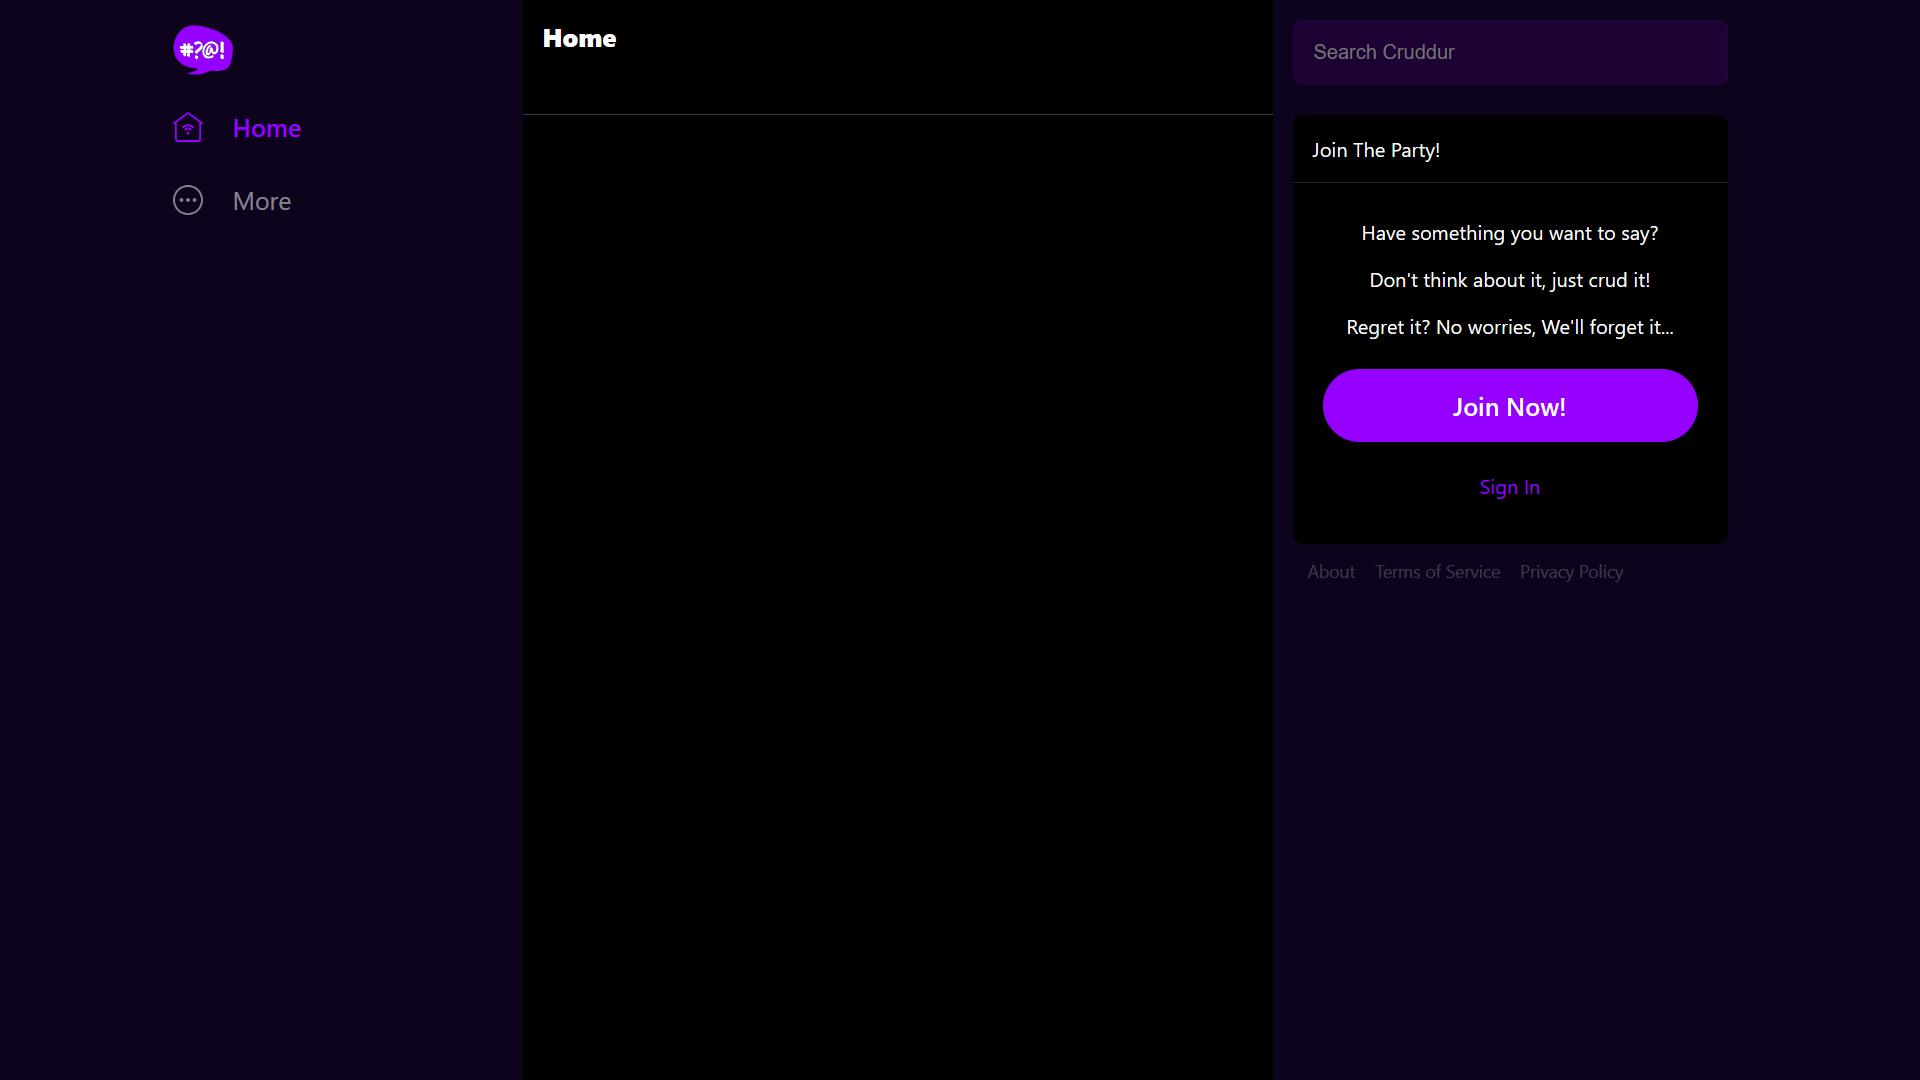 #?@!
Home
More
Home
Search Cruddur
Join The Party!
Have something you want to say?
Don't think about it, just crud it!
Regret it? No worries, We'll forget it...
Join Now!
Sign In
About Terms of Service Privacy Policy